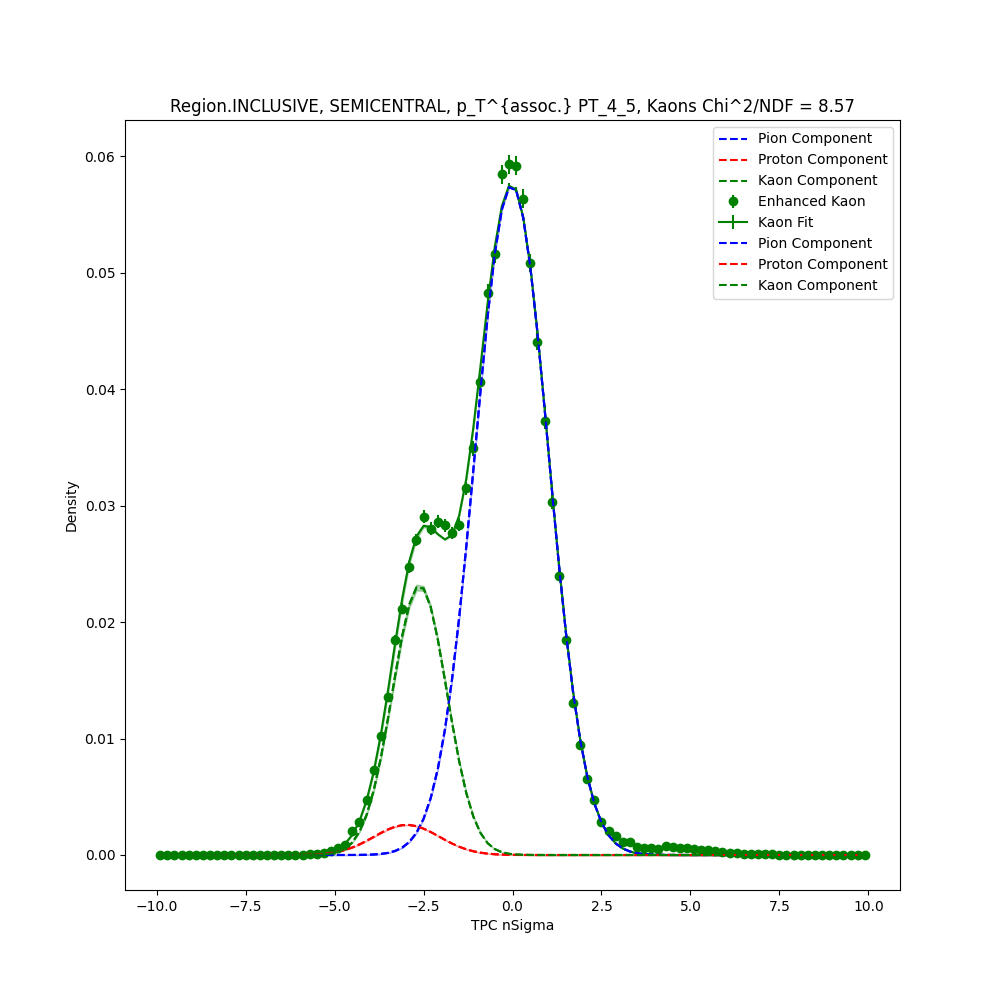 Region.INCLUSIVE, SEMICENTRAL, p_T^{assoc.} PT_4_5, Kaons Chi^2/NDF = 8.57
Pion Component
Proton Component
Kaon Component
Enhanced Kaon
Kaon Fit
Pion Component
Proton Component
Kaon Component
0.06
0.05
0.04
0.03
0.02
0.01
0.00
Density
−10.0 −7.5 −5.0 −2.5 0.0 2.5 5.0 7.5 10.0
TPC nSigma